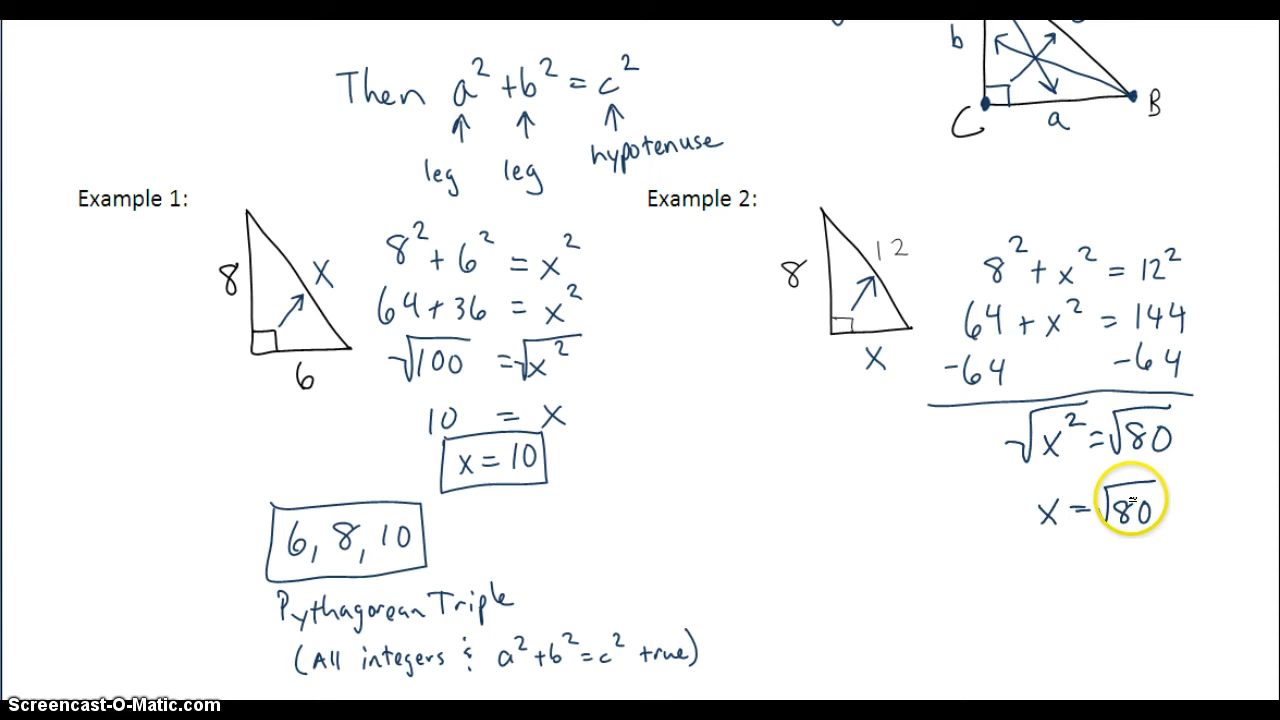 Then a² + b² = c²
leg leg hypotenuse
b
C a B
Example 1:
8 x
6
8² + 6² = x²
64 + 36 = x²
√100 = √x²
10 = x
x = 10
6, 8, 10
Pythagorean Triple
(All integers & a² + b² = c² true)
Example 2:
8 12
x
8² + x² = 12²
64 + x² = 144
-64 -64
√x² = √80
x = √80
Screencast-O-Matic.com